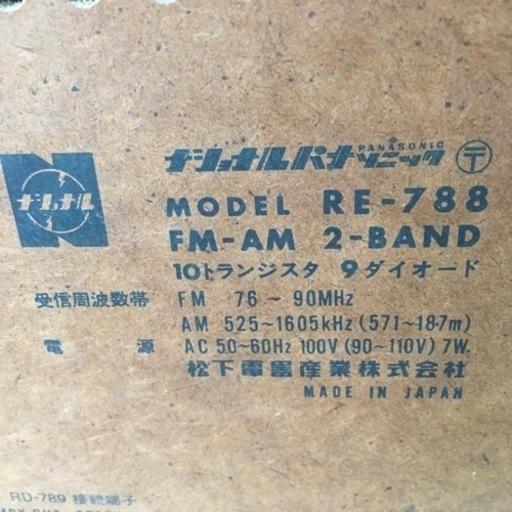 PANASONIC
ナショナルパナソニック 〒
N ナショナル
MODEL RE-788
FM-AM 2-BAND
10トランジスタ 9ダイオード
受信周波数帯 FM 76~90MHz
AM 525~1605kHz (571~187m)
電源 AC 50~60Hz 100V (90~110V) 7W
松下電器産業株式会社
MADE IN JAPAN
RD-789 接続端子